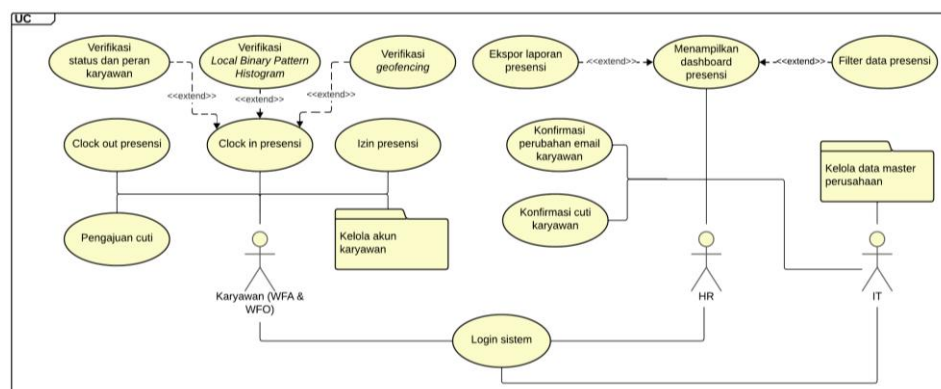 UC
Verifikasi
status dan peran
karyawan
Verifikasi
Local Binary Pattern
Histogram
Verifikasi
geofencing
Ekspor laporan
presensi
<<extend>>
Menampilkan
dashboard
presensi
<<extend>>
Filter data presensi
<<extend>>
<<extend>>
<<extend>>
Clock out presensi
Clock in presensi
Izin presensi
Konfirmasi
perubahan email
karyawan
Kelola data master
perusahaan
Pengajuan cuti
Kelola akun
karyawan
Konfirmasi cuti
karyawan
Karyawan (WFA &
WFO)
HR
IT
Login sistem